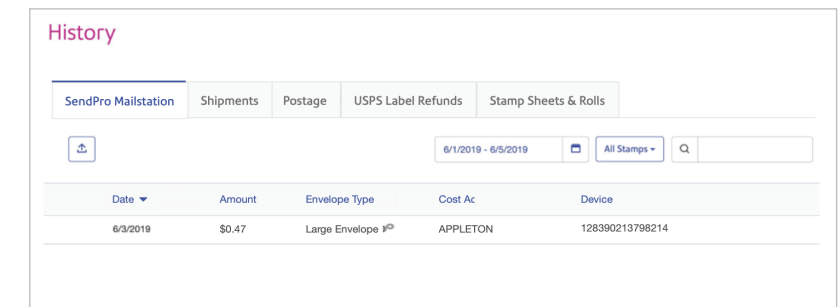 History
SendPro Mailstation Shipments Postage USPS Label Refunds Stamp Sheets & Rolls
6/1/2019 - 6/5/2019 All Stamps
Date Amount Envelope Type Cost Ac Device
6/3/2019 $0.47 Large Envelope APPLETON 128390213798214